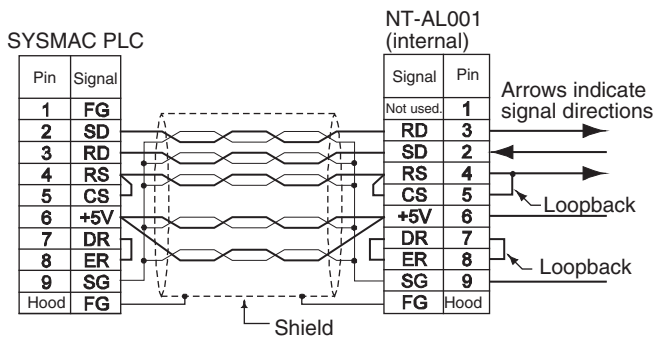 SYSMAC PLC
NT-AL001
(internal)
Pin Signal
1 FG
2 SD
3 RD
4 RS
5 CS
6 +5V
7 DR
8 ER
9 SG
Hood FG
Signal Pin
Not used. 1
RD 3
SD 2
RS 4
CS 5
+5V 6
DR 7
ER 8
SG 9
FG Hood
Arrows indicate
signal directions
Loopback
Loopback
Shield